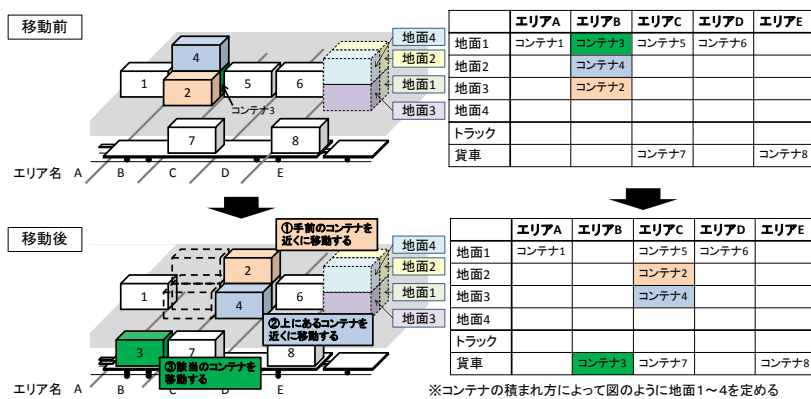 移動前
地面4
地面2
地面1
地面3
4
1
2
5
6
コンテナ3
7
8
エリア名 A B C D E
エリアA エリアB エリアC エリアD エリアE
地面1 コンテナ1 コンテナ3 コンテナ5 コンテナ6
地面2 コンテナ4
地面3 コンテナ2
地面4
トラック
貨車 コンテナ7 コンテナ8
移動後
①手前のコンテナを
近くに移動する
地面4
地面2
地面1
地面3
2
1
4
6
②上にあるコンテナを
近くに移動する
3
7
8
③該当のコンテナを
移動する
エリア名 A B C D E
エリアA エリアB エリアC エリアD エリアE
地面1 コンテナ1 コンテナ5 コンテナ6
地面2 コンテナ2
地面3 コンテナ4
地面4
トラック
貨車 コンテナ3 コンテナ7 コンテナ8
※コンテナの積まれ方によって図のように地面1～4を定める